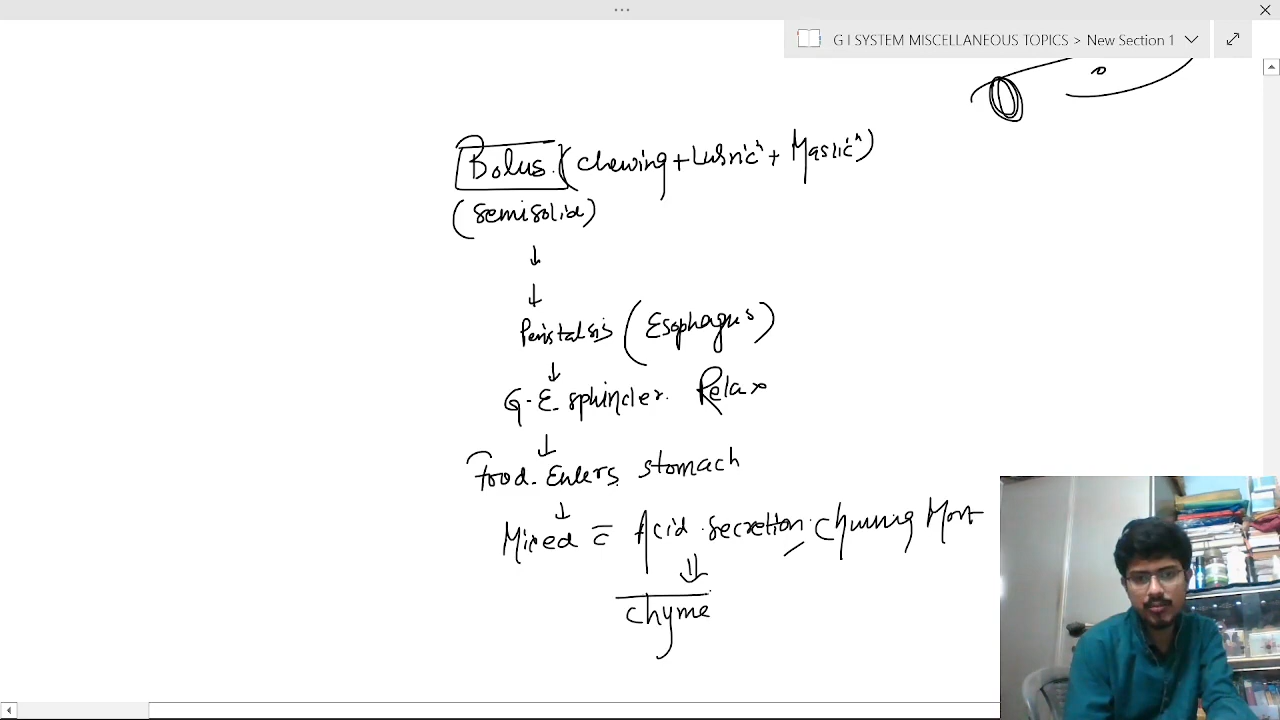 G I SYSTEM MISCELLANEOUS TOPICS > New Section 1
Bolus (Chewing + Lubric^n + Mastic^n)
(Semisolid)
↓
↓
Peristalsis (Esophagus)
↓
G-E sphincter Relax
↓
Food Enters stomach
↓
Mixed c̅ Acid secretion, Churning
⇓
Chyme